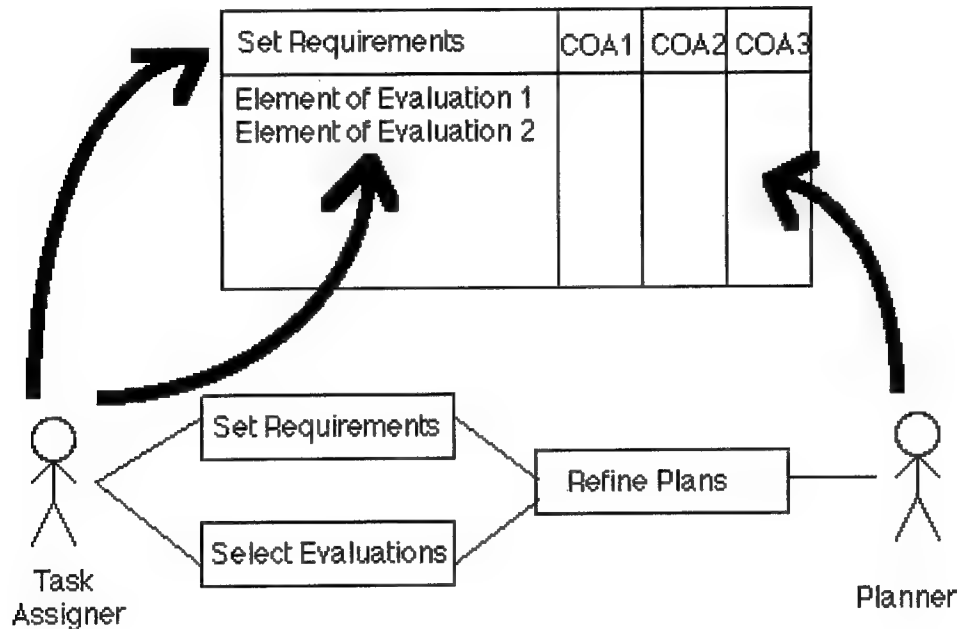 Set Requirements COA1 COA2 COA3
Element of Evaluation 1
Element of Evaluation 2
Set Requirements
Refine Plans
Select Evaluations
Task
Assigner
Planner